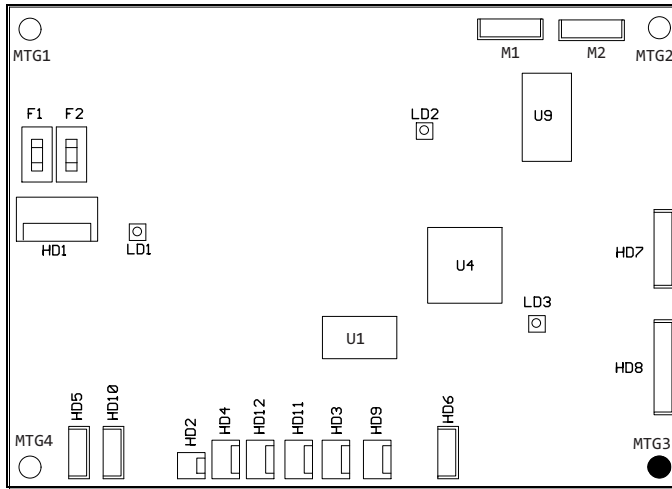 MTG1
M1
M2
MTG2
F1
F2
LD2
U9
HD1
LD1
U4
HD7
LD3
U1
HD8
HD5
HD10
HD2
HD4
HD12
HD11
HD3
HD9
HD6
MTG4
MTG3